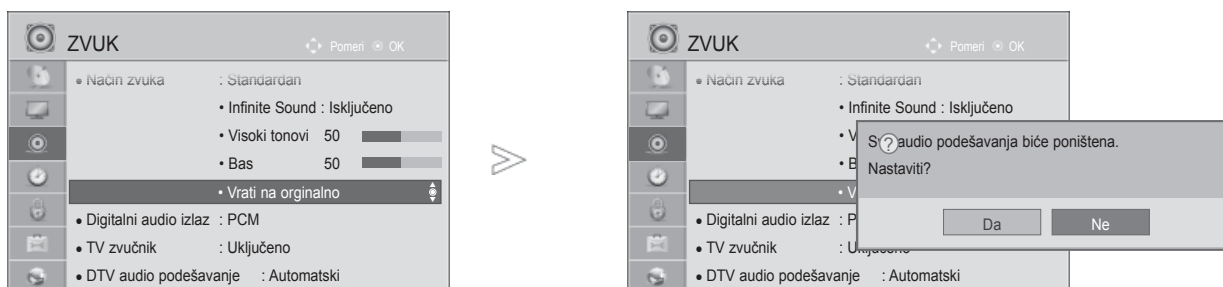 ZVUK
Pomeri OK
• Način zvuka : Standardan
• Infinite Sound : Isključeno
• Visoki tonovi 50
• Bas 50
• Vrati na orginalno
• Digitalni audio izlaz : PCM
• TV zvučnik : Uključeno
• DTV audio podešavanje : Automatski
ZVUK
Pomeri OK
• Način zvuka : Standardan
• Infinite Sound : Isključeno
• V
• B
• V
• Digitalni audio izlaz : P
• TV zvučnik : Uključeno
• DTV audio podešavanje : Automatski
? audio podešavanja biće poništena.
Nastaviti?
Da
Ne